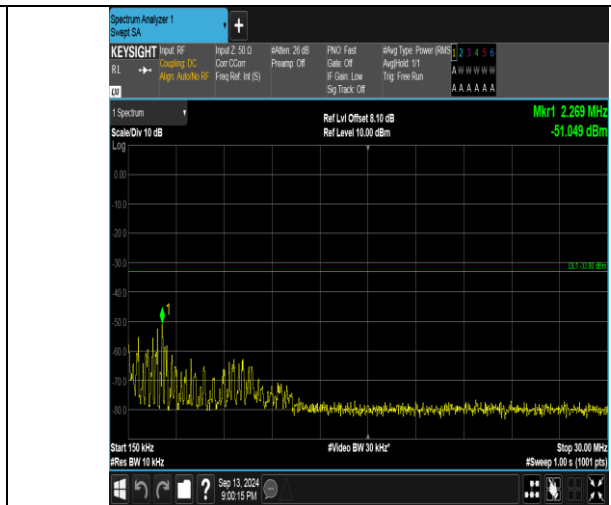 Spectrum Analyzer 1
Swept SA
+
KEYSIGHT Input: RF Input Z: 50 Ω #Atten: 26 dB PNO: Fast #Avg Type: Power (RMS 1 2 3 4 5 6
RL Coupling: DC Corr CCorr Preamp: Off Gate: Off Avg|Hold: 1/1 A W W W W W
Align: Auto/No RF Freq Ref: Int (S) IF Gain: Low Trig: Free Run
LXI Sig Track: Off A A A A A A
1 Spectrum Ref Lvl Offset 8.10 dB Mkr1 2.269 MHz
Scale/Div 10 dB Ref Level 10.00 dBm -51.049 dBm
Log
0.00
-10.0
-20.0
-30.0
DL1 -33.00 dBm
-40.0
1
-50.0
-60.0
-70.0
-80.0
Start 150 kHz #Video BW 30 kHz* Stop 30.00 MHz
#Res BW 10 kHz #Sweep 1.00 s (1001 pts)
? Sep 13, 2024
9:00:15 PM